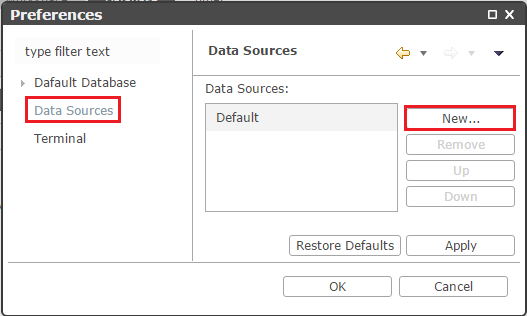 Preferences
type filter text
Dafault Database
Data Sources
Terminal
Data Sources
Data Sources:
Default
New...
Remove
Up
Down
Restore Defaults
Apply
OK
Cancel